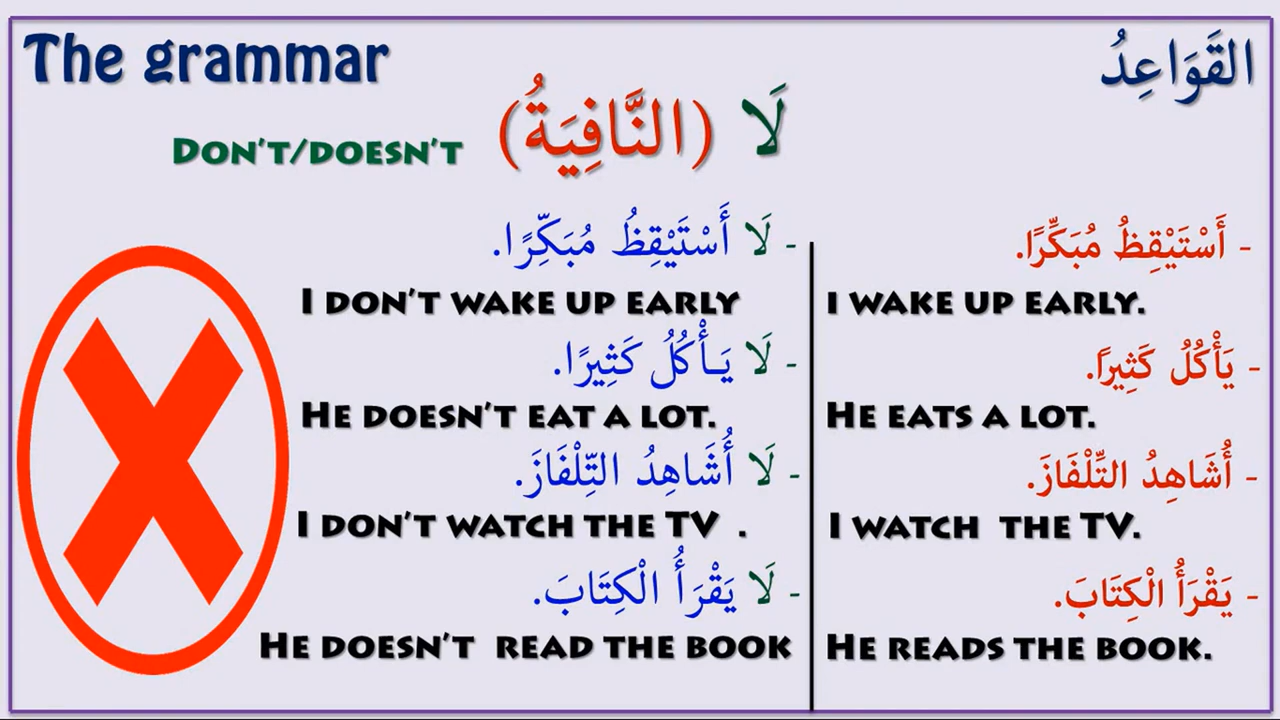 The grammar
القَوَاعِدُ
لَا (النَّافِيَةُ)
DON'T/DOESN'T
- أَسْتَيْقِظُ مُبَكِّرًا.
I WAKE UP EARLY.
- يَأْكُلُ كَثِيرًا.
HE EATS A LOT.
- أُشَاهِدُ التِّلْفَازَ.
I WATCH THE TV.
- يَقْرَأُ الْكِتَابَ.
HE READS THE BOOK.
- لَا أَسْتَيْقِظُ مُبَكِّرًا.
I DON'T WAKE UP EARLY
- لَا يَـأْكُلُ كَثِيرًا.
HE DOESN'T EAT A LOT.
- لَا أُشَاهِدُ التِّلْفَازَ.
I DON'T WATCH THE TV .
- لَا يَقْرَأُ الْكِتَابَ.
HE DOESN'T READ THE BOOK